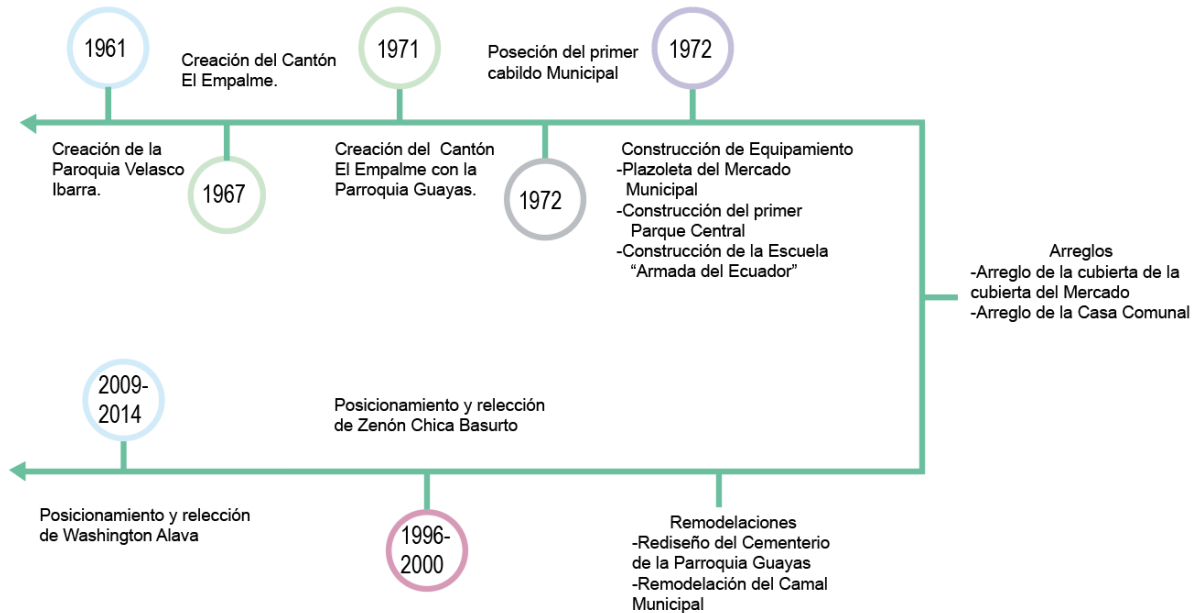 1961
Creación de la
Paroquia Velasco
Ibarra.
Creación del Cantón
El Empalme.
1967
1971
Creación del  Cantón
El Empalme con la
Parroquia Guayas.
Poseción del primer
cabildo Municipal
1972
1972
Construcción de Equipamiento
-Plazoleta del Mercado
Municipal
-Construcción del primer
Parque Central
-Construcción de la Escuela
“Armada del Ecuador”
Arreglos
-Arreglo de la cubierta de la
cubierta del Mercado
-Arreglo de la Casa Comunal
Remodelaciones
-Rediseño del Cementerio
de la Parroquia Guayas
-Remodelación del Camal
Municipal
Posicionamiento y relección
de Zenón Chica Basurto
1996-
2000
2009-
2014
Posicionamiento y relección
de Washington Alava